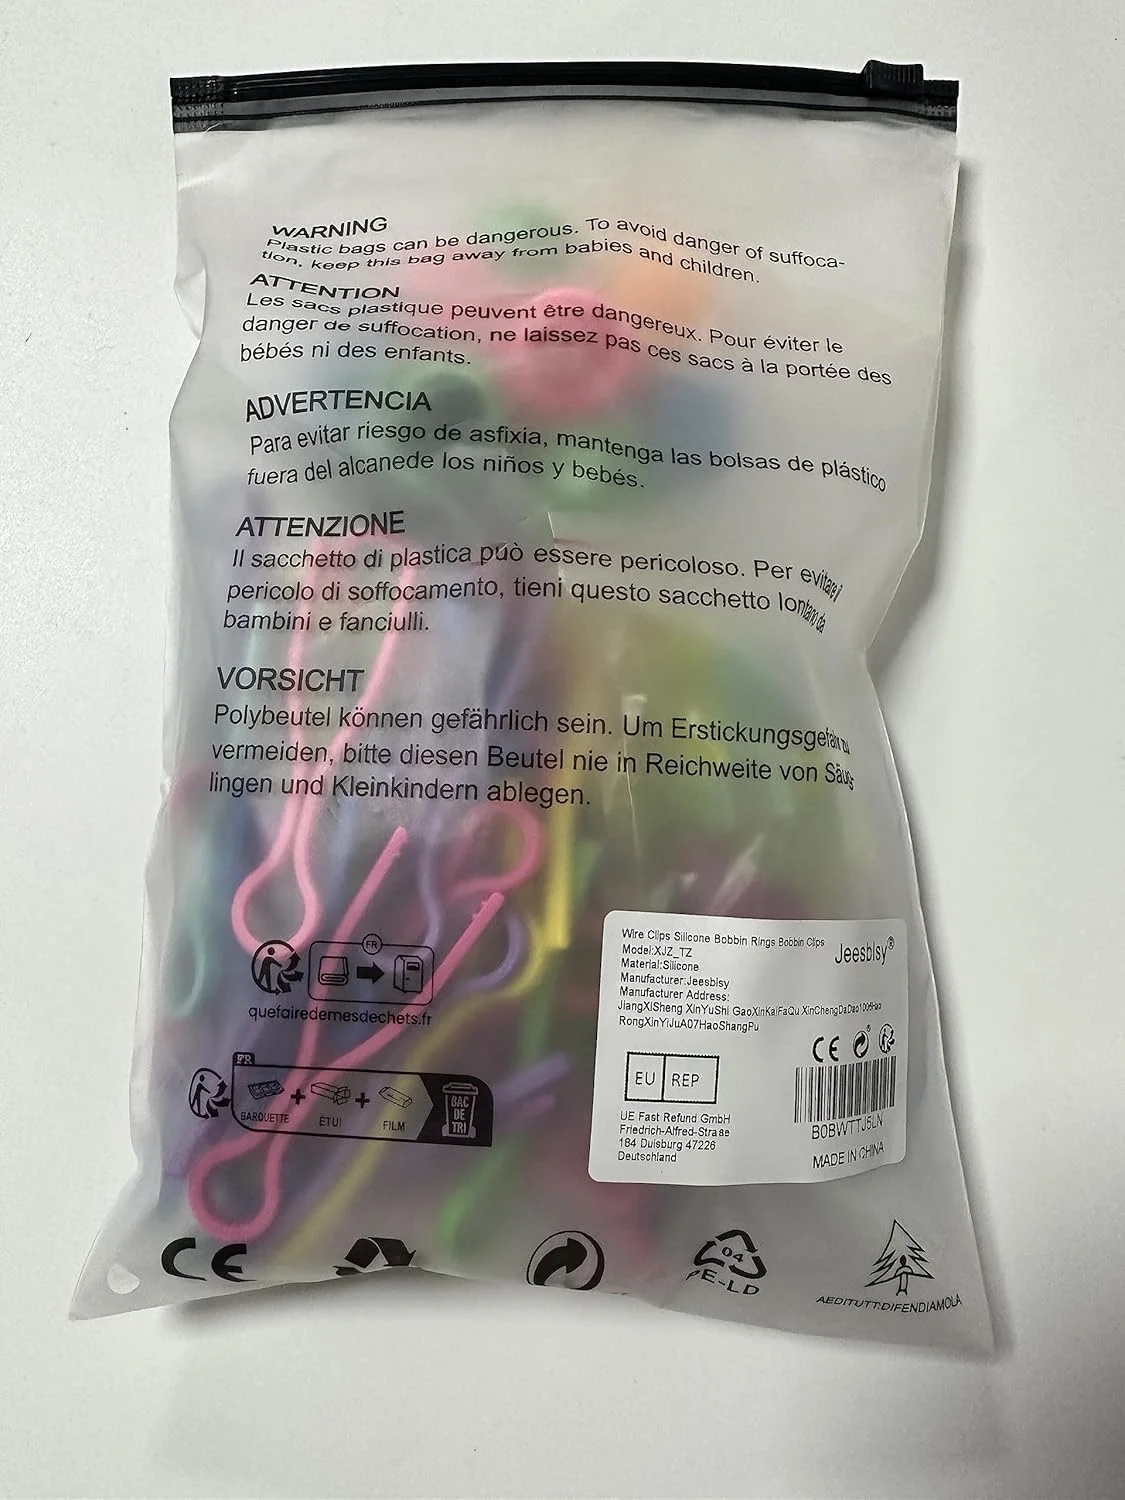 WARNING
Plastic bags can be dangerous. To avoid danger of suffoca-
tion, keep this bag away from babies and children.
ATTENTION
Les sacs plastique peuvent être dangereux. Pour éviter le
danger de suffocation, ne laissez pas ces sacs à la portée des
bébés ni des enfants.
ADVERTENCIA
Para evitar riesgo de asfixia, mantenga las bolsas de plástico
fuera del alcanede los niños y bebés.
ATTENZIONE
Il sacchetto di plastica può essere pericoloso. Per evitare il
pericolo di soffocamento, tieni questo sacchetto lontano da
bambini e fanciulli.
VORSICHT
Polybeutel können gefährlich sein. Um Erstickungsgefahr zu
vermeiden, bitte diesen Beutel nie in Reichweite von Säug-
lingen und Kleinkindern ablegen.
FR
quefairedemesdechets.fr
FR
BARQUETTE + ÉTUI + FILM
BAC
DE
TRI
Wire Clips Silicone Bobbin Rings Bobbin Clips
Jeesblsy®
Model:XJZ_TZ
Material:Silicone
Manufacturer:Jeesbisy
Manufacturer Address:
JiangXiSheng XinYuShi GaoXinKaiFaQu XinChengDaDao1006Hao
RongXinYiJuA07HaoShangPu
CE
EU REP
UE Fast Refund GmbH
Friedrich-Alfred-Straße
184 Duisburg 47226
Deutschland
B0BWTTJ5LN
MADE IN CHINA
CE
04
PE-LD
AEDITUTT:DIFENDIAMOLA